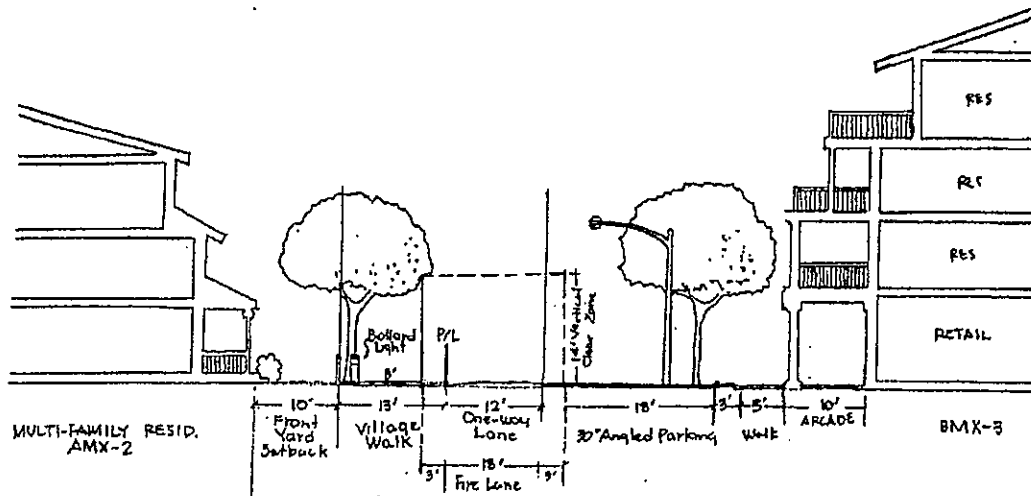 RES
RES
RES
RETAIL
Bollard
Light
P/L
8'
14' Vertical
Clear Zone
10'
Front
Yard
Setback
13'
Village
Walk
12'
One-way
Lane
18'
30° Angled Parking
3'
5'
Walk
10'
ARCADE
MULTI-FAMILY RESID.
AMX-2
BMX-3
3'
18'
3'
Fire Lane